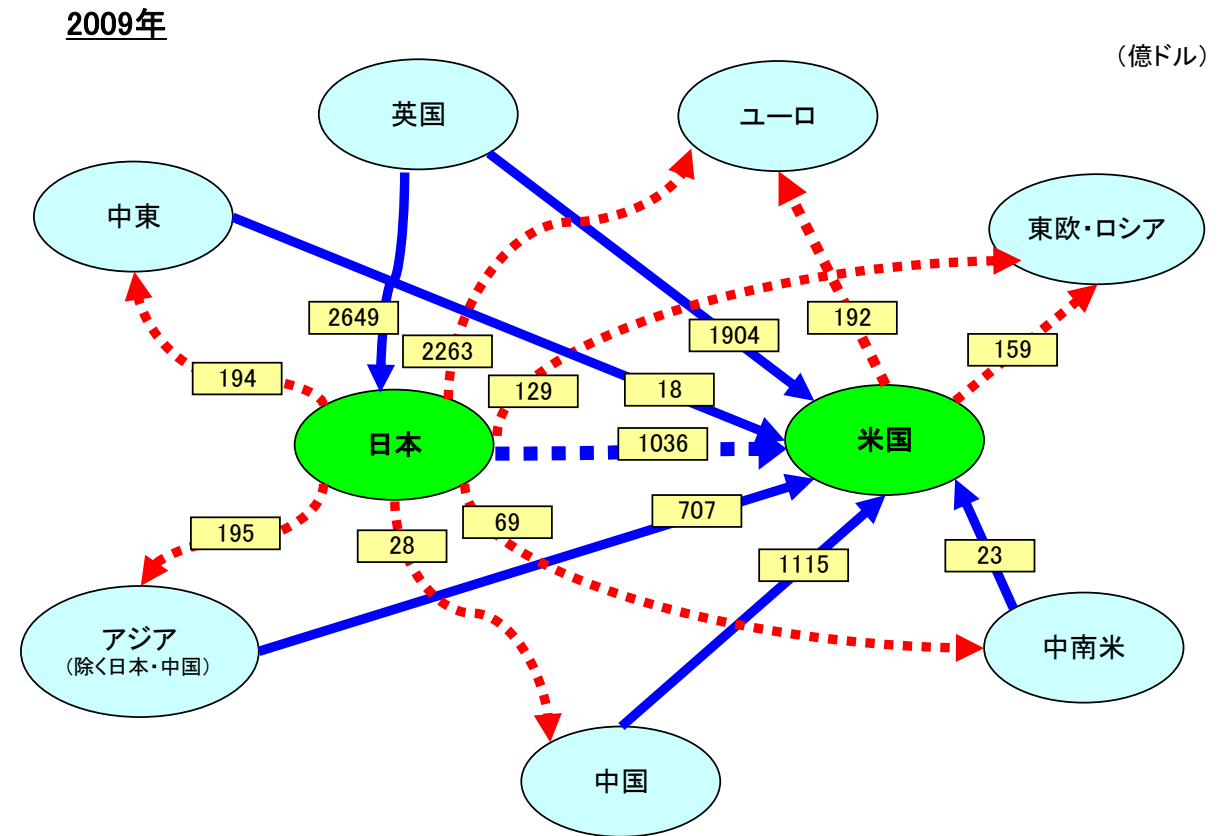 2009年
（億ドル）
英国
ユーロ
中東
東欧・ロシア
2649
2263
1904
192
159
194
129
18
日本
1036
米国
195
28
69
707
1115
23
アジア
（除く日本・中国）
中南米
中国